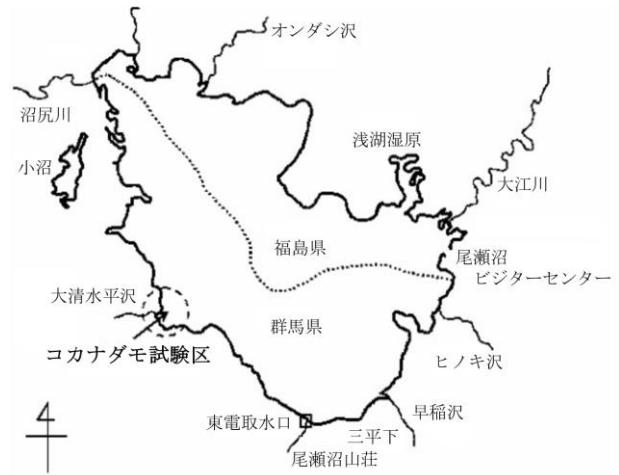 オンダシ沢
沼尻川
浅湖湿原
小沼
大江川
福島県
尾瀬沼
ビジターセンター
大清水平沢
群馬県
コカナダモ試験区
ヒノキ沢
早稲沢
東電取水口
三平下
尾瀬沼山荘